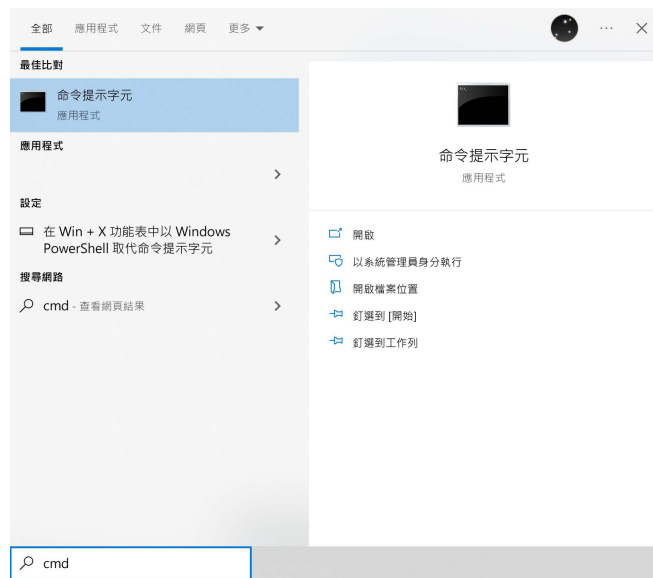 全部 應用程式 文件 網頁 更多
最佳比對
命令提示字元
應用程式
應用程式
設定
在 Win + X 功能表中以 Windows
PowerShell 取代命令提示字元
搜尋網路
cmd - 查看網頁結果
命令提示字元
應用程式
開啟
以系統管理員身分執行
開啟檔案位置
釘選到 [開始]
釘選到工作列
cmd